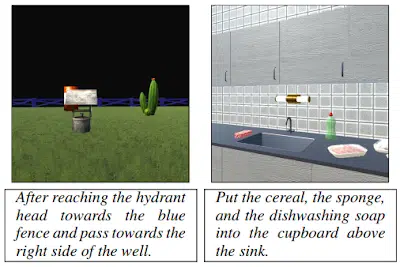 After reaching the hydrant
head towards the blue
fence and pass towards the
right side of the well.
Put the cereal, the sponge,
and the dishwashing soap
into the cupboard above
the sink.